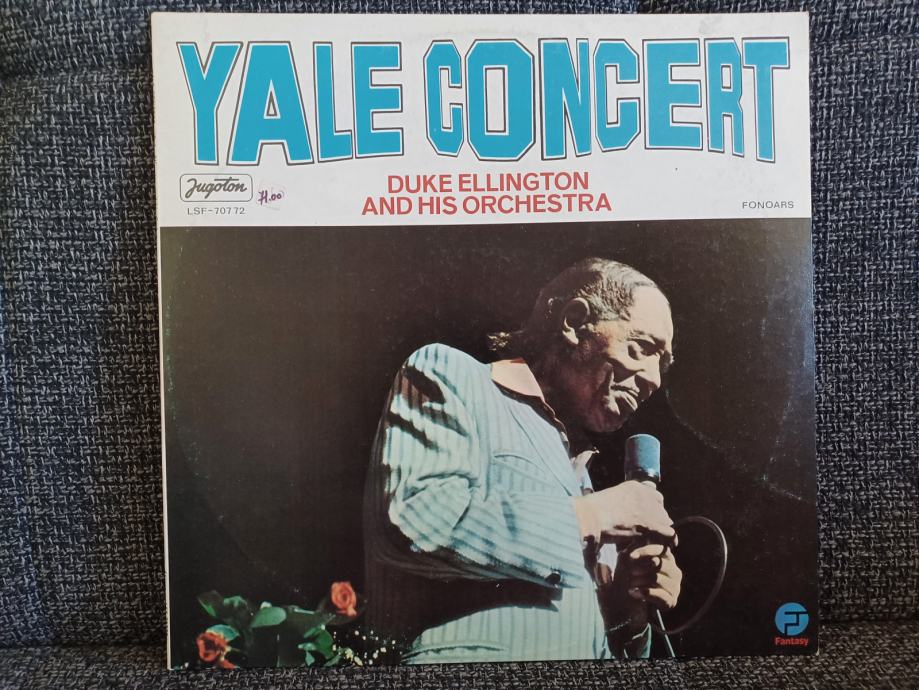 YALE CONCERT
Jugoton
LSF-70772
DUKE ELLINGTON
AND HIS ORCHESTRA
FONOARS
Fantasy